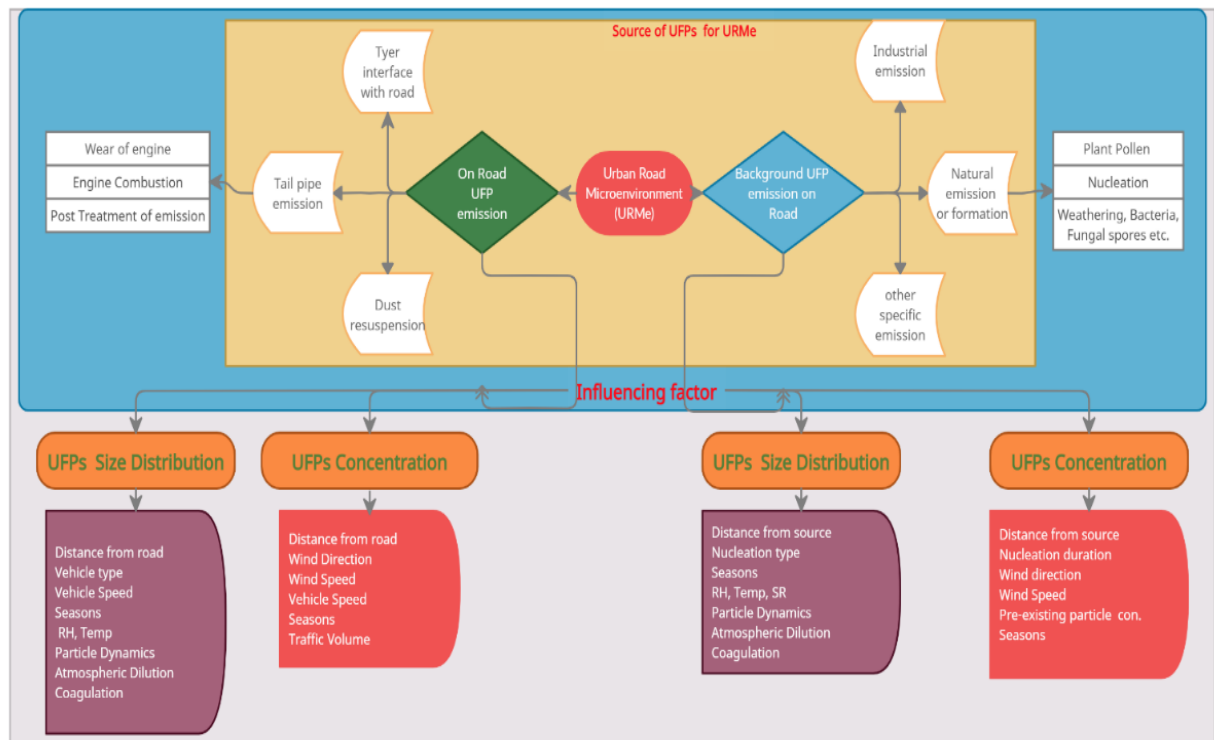 Source of UFPs for URMe
Tyer
interface
with road
Industrial
emission
Wear of engine
Engine Combustion
Post Treatment of emission
Tail pipe
emission
On Road
UFP
emission
Urban Road
Microenvironment
(URMe)
Background UFP
emission on
Road
Natural
emission
or formation
Plant Pollen
Nucleation
Weathering, Bacteria,
Fungal spores etc.
Dust
resuspension
other
specific
emission
Influencing factor
UFPs Size Distribution
UFPs Concentration
UFPs Size Distribution
UFPs Concentration
Distance from road
Vehicle type
Vehicle Speed
Seasons
RH, Temp
Particle Dynamics
Atmospheric Dilution
Coagulation
Distance from road
Wind Direction
Wind Speed
Vehicle Speed
Seasons
Traffic Volume
Distance from source
Nucleation type
Seasons
RH, Temp, SR
Particle Dynamics
Atmospheric Dilution
Coagulation
Distance from source
Nucleation duration
Wind direction
Wind Speed
Pre-existing particle con.
Seasons